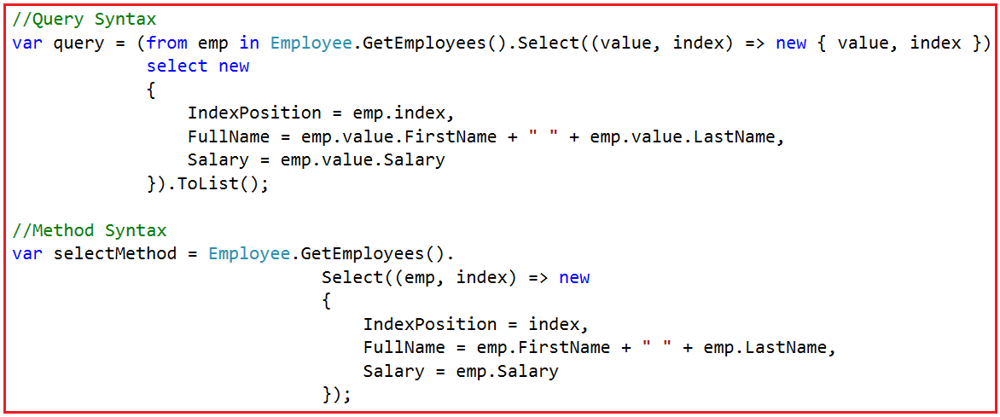 //Query Syntax
var query = (from emp in Employee.GetEmployees().Select((value, index) => new { value, index })
             select new
             {
                 IndexPosition = emp.index,
                 FullName = emp.value.FirstName + " " + emp.value.LastName,
                 Salary = emp.value.Salary
             }).ToList();

//Method Syntax
var selectMethod = Employee.GetEmployees().
                              Select((emp, index) => new
                              {
                                  IndexPosition = index,
                                  FullName = emp.FirstName + " " + emp.LastName,
                                  Salary = emp.Salary
                              });